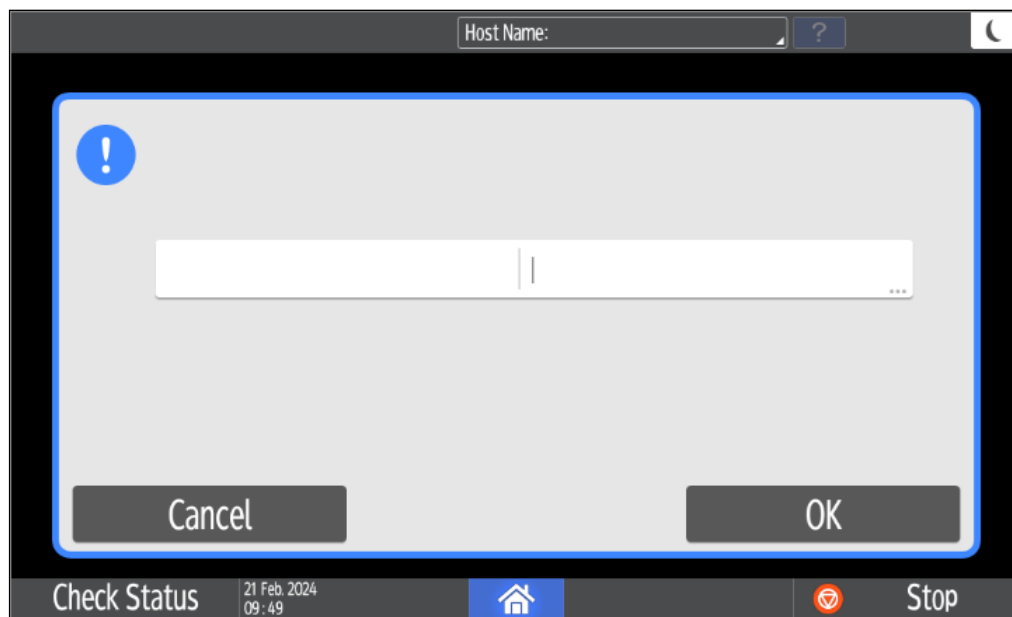 Host Name:
?
!
...
Cancel
OK
Check Status
21 Feb. 2024
09:49
Stop